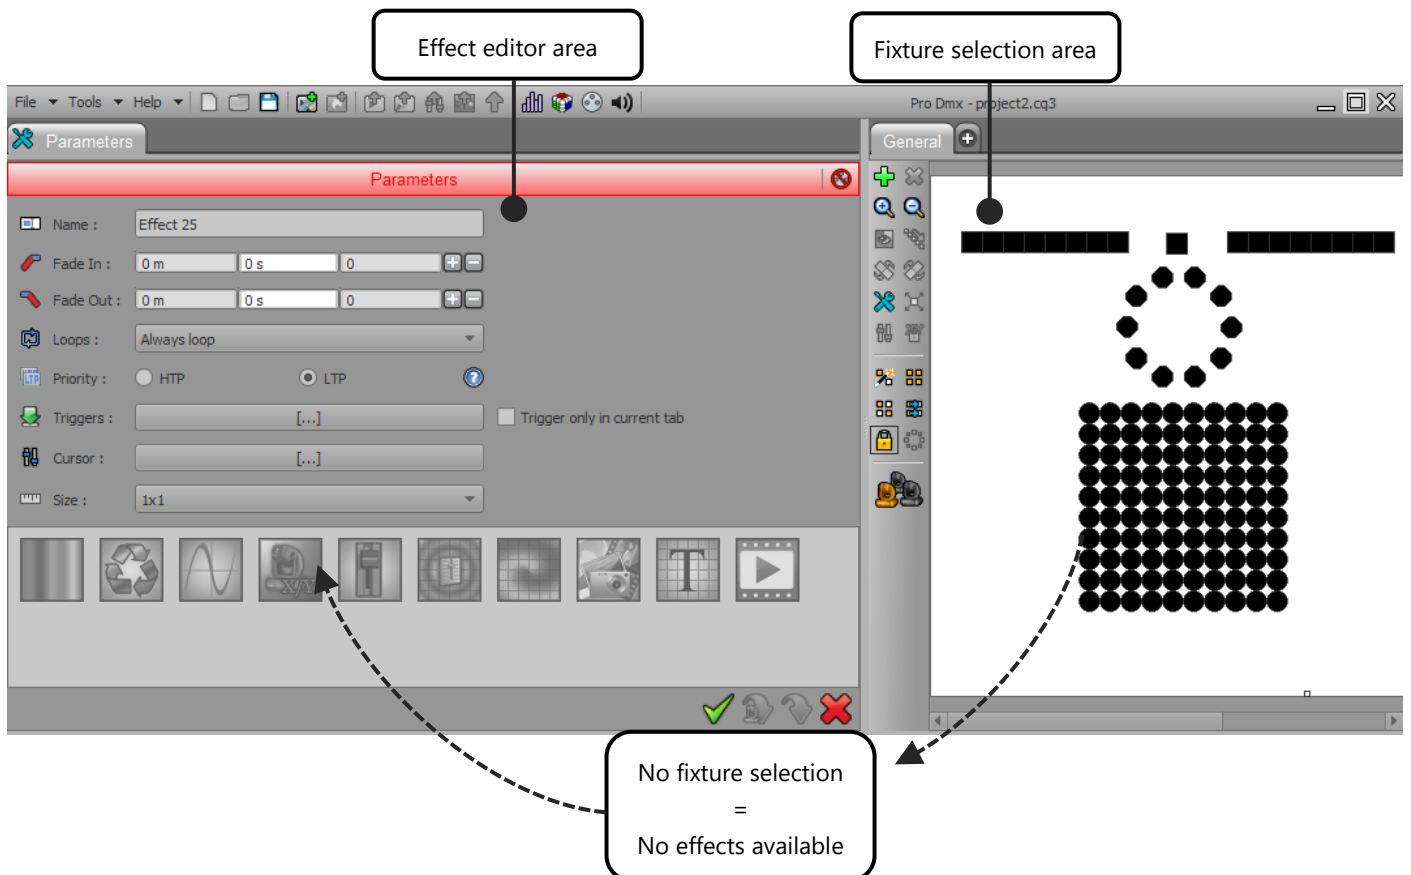 Effect editor area
Fixture selection area
File Tools Help
Pro Dmx - project2.cq3
Parameters
General
Parameters
Name :
Effect 25
Fade In :
0 m
0 s
0
Fade Out :
0 m
0 s
0
Loops :
Always loop
LTP
Priority :
HTP
LTP
?
Triggers :
[...]
Trigger only in current tab
Cursor :
[...]
Size :
1x1
X/Y
T
No fixture selection
=
No effects available